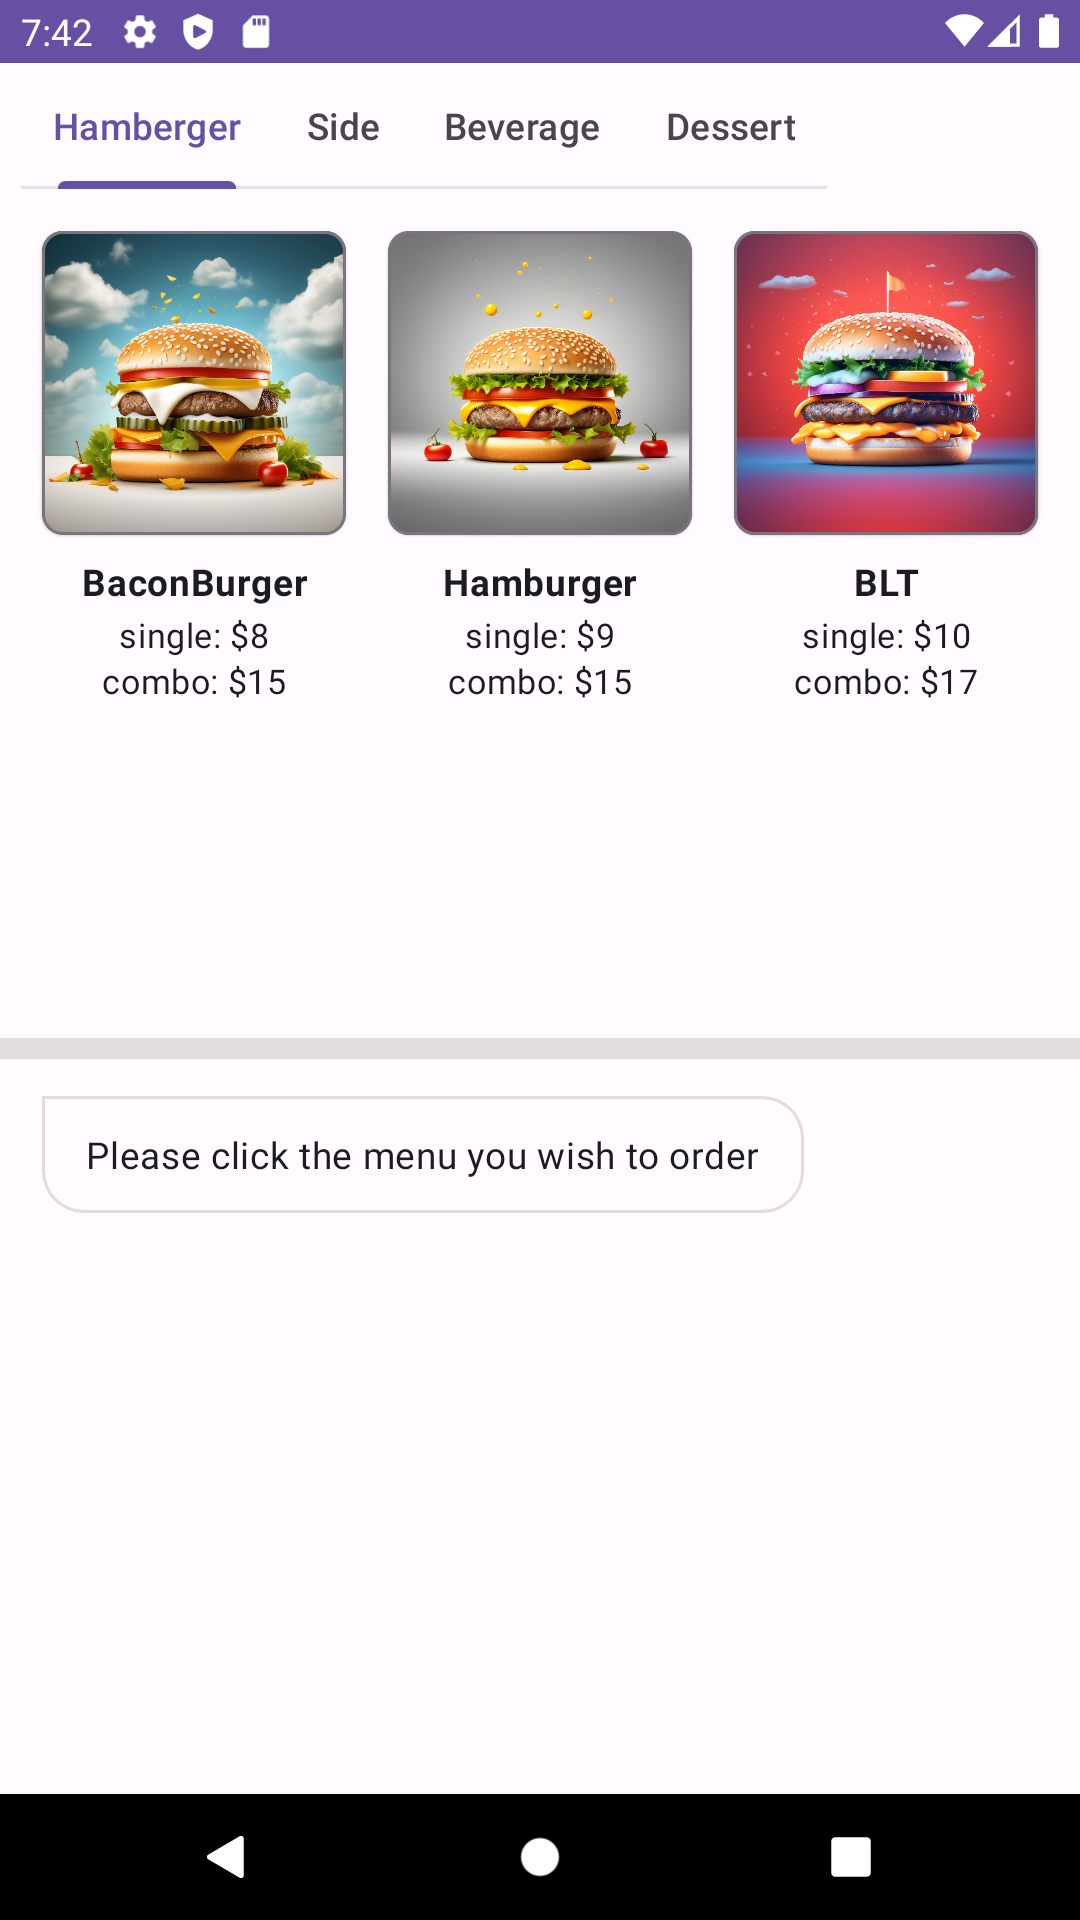 7:42
Hamberger Side Beverage Dessert
BaconBurger Hamburger BLT
single: $8 single: $9 single: $10
combo: $15 combo: $15 combo: $17
Please click the menu you wish to order